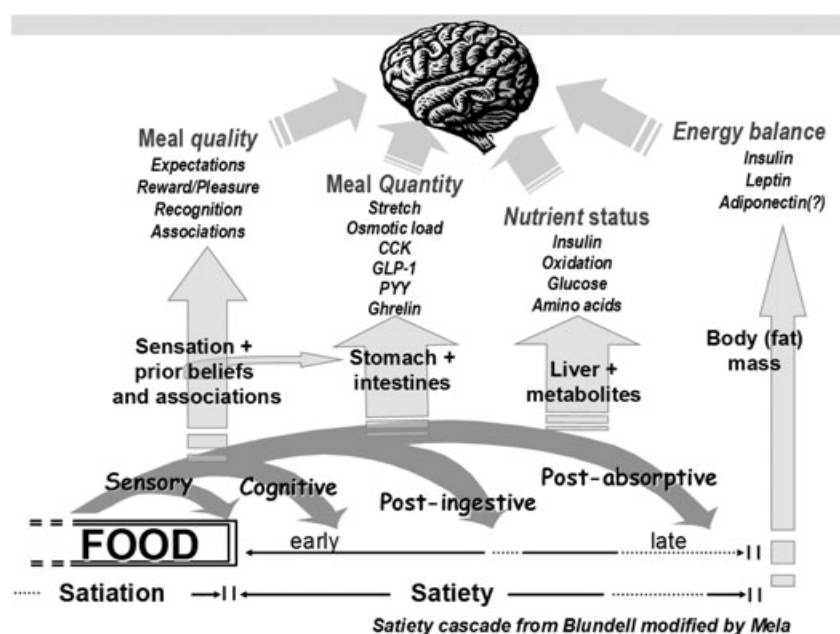 Meal quality
Expectations
Reward/Pleasure
Recognition
Associations
Meal Quantity
Stretch
Osmotic load
CCK
GLP-1
PYY
Ghrelin
Nutrient status
Insulin
Oxidation
Glucose
Amino acids
Energy balance
Insulin
Leptin
Adiponectin(?)
Sensation +
prior beliefs
and associations
Stomach +
intestines
Liver +
metabolites
Body (fat)
mass
Sensory
Cognitive
Post-ingestive
Post-absorptive
FOOD
early
late
Satiation
Satiety
Satiety cascade from Blundell modified by Mela